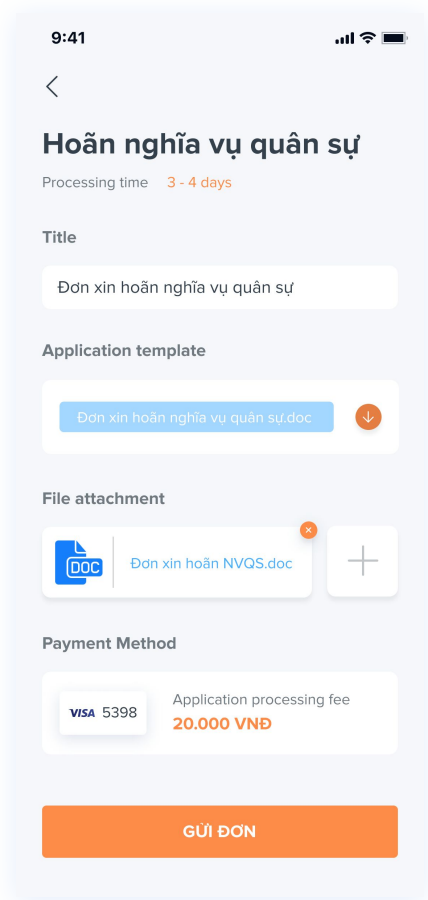 9:41
Hoãn nghĩa vụ quân sự
Processing time 3 - 4 days
Title
Đơn xin hoãn nghĩa vụ quân sự
Application template
Đơn xin hoãn nghĩa vụ quân sự.doc
File attachment
DOC
Đơn xin hoãn NVQS.doc
Payment Method
Application processing fee
VISA 5398
20.000 VNĐ
GỬI ĐƠN